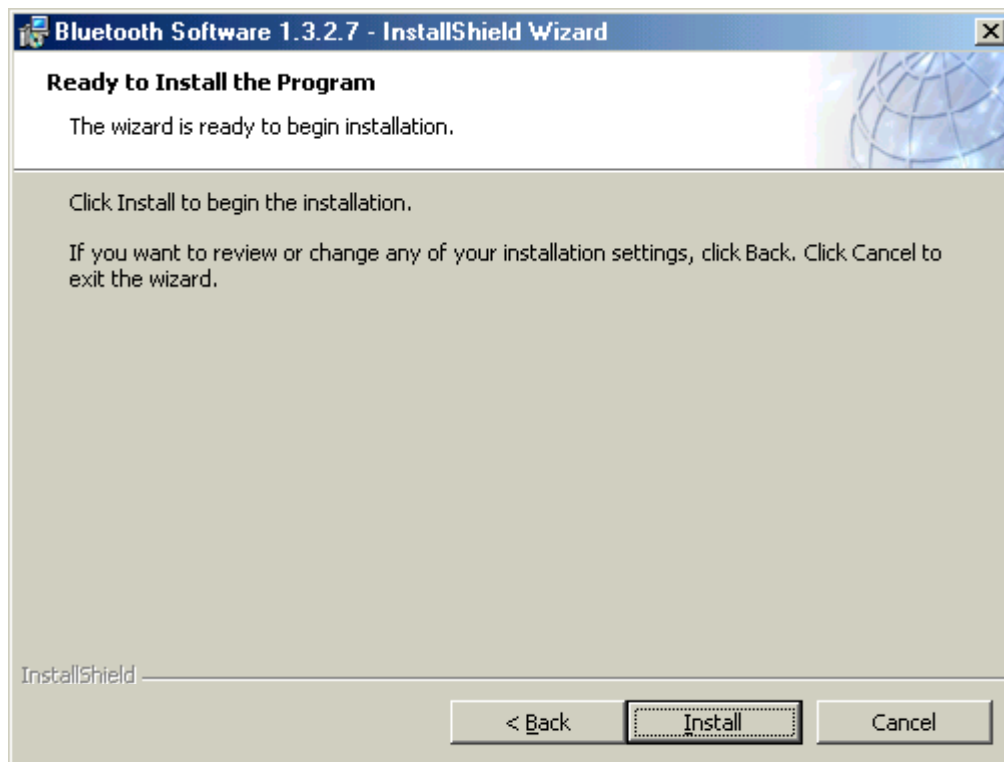 Bluetooth Software 1.3.2.7 - InstallShield Wizard
Ready to Install the Program
The wizard is ready to begin installation.
Click Install to begin the installation.
If you want to review or change any of your installation settings, click Back. Click Cancel to
exit the wizard.
InstallShield
< Back Install Cancel